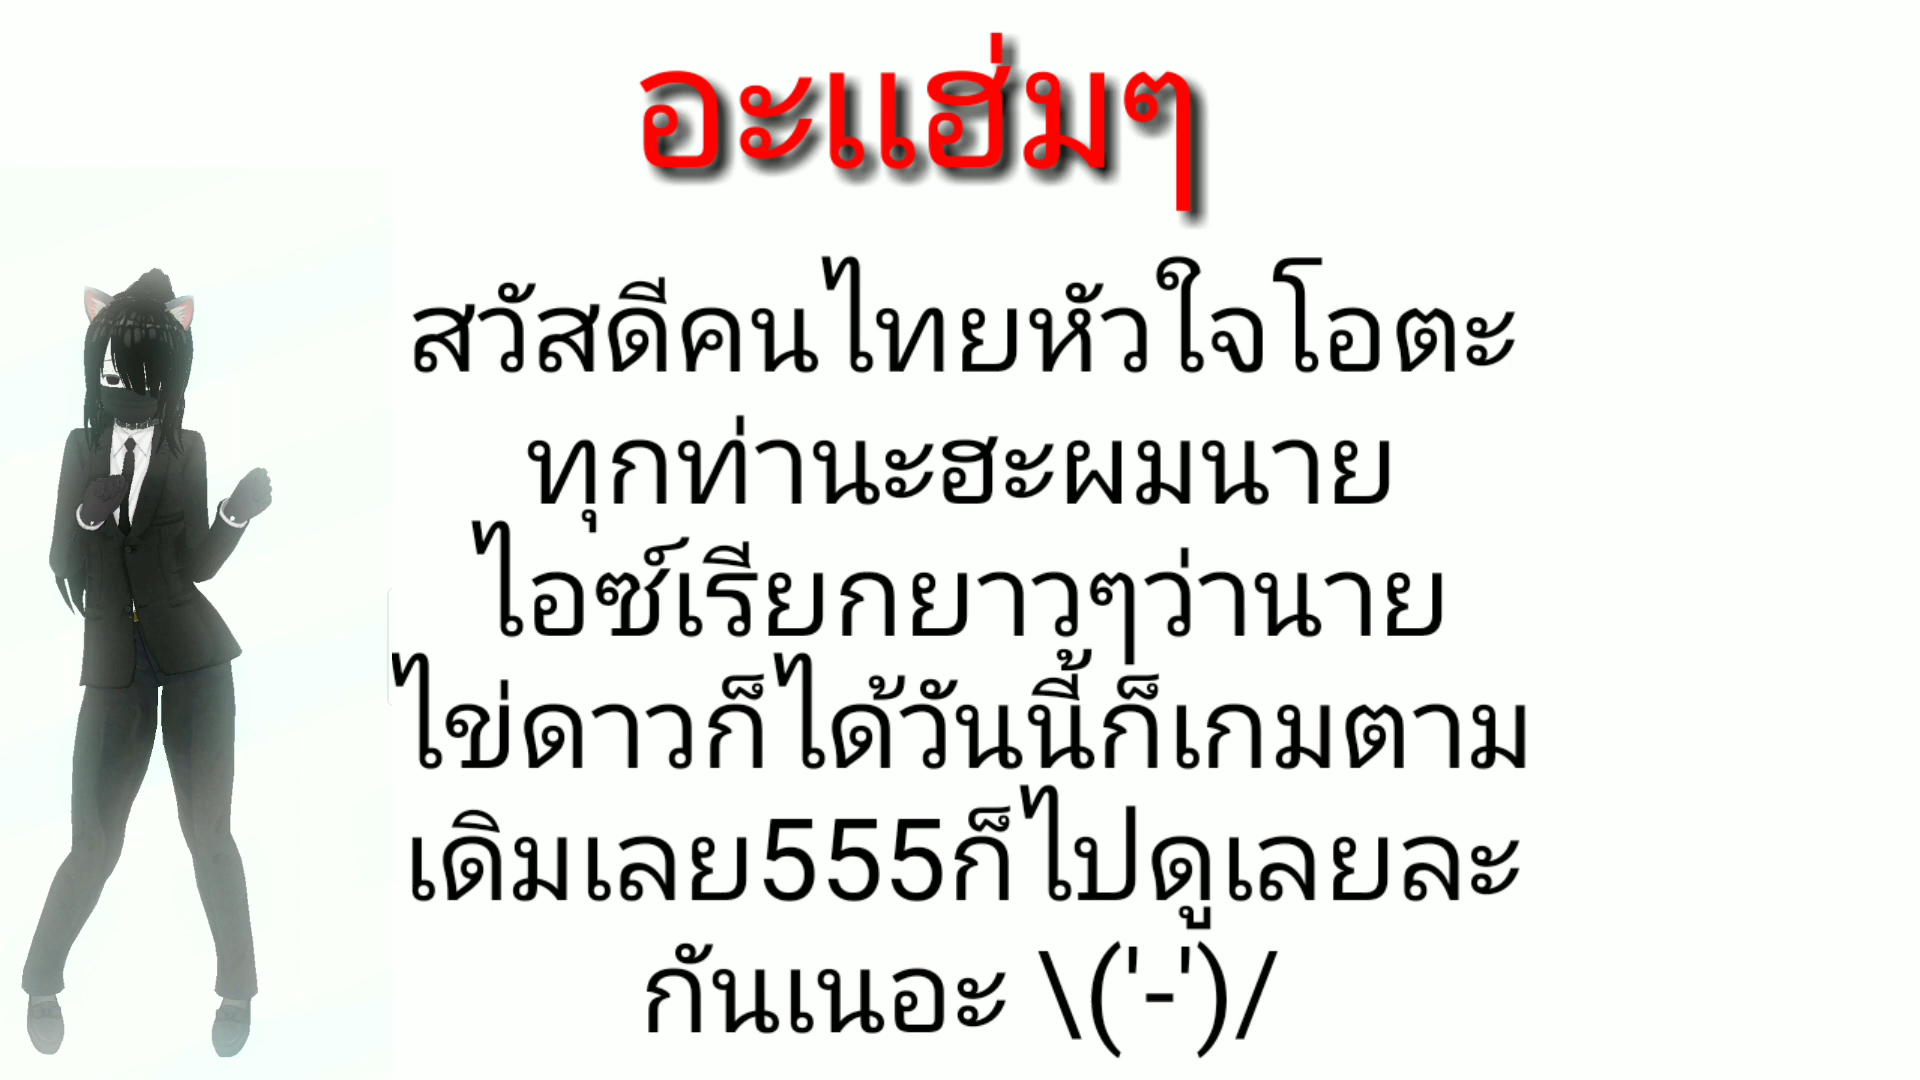 อะแฮ่มๆ
สวัสดีคนไทยหัวใจโอตะ
ทุกท่านะฮะผมนาย
ไอซ์เรียกยาวๆว่านาย
ไข่ดาวก็ได้วันนี้ก็เกมตาม
เดิมเลย555ก็ไปดูเลยละ
กันเนอะ \('-')/